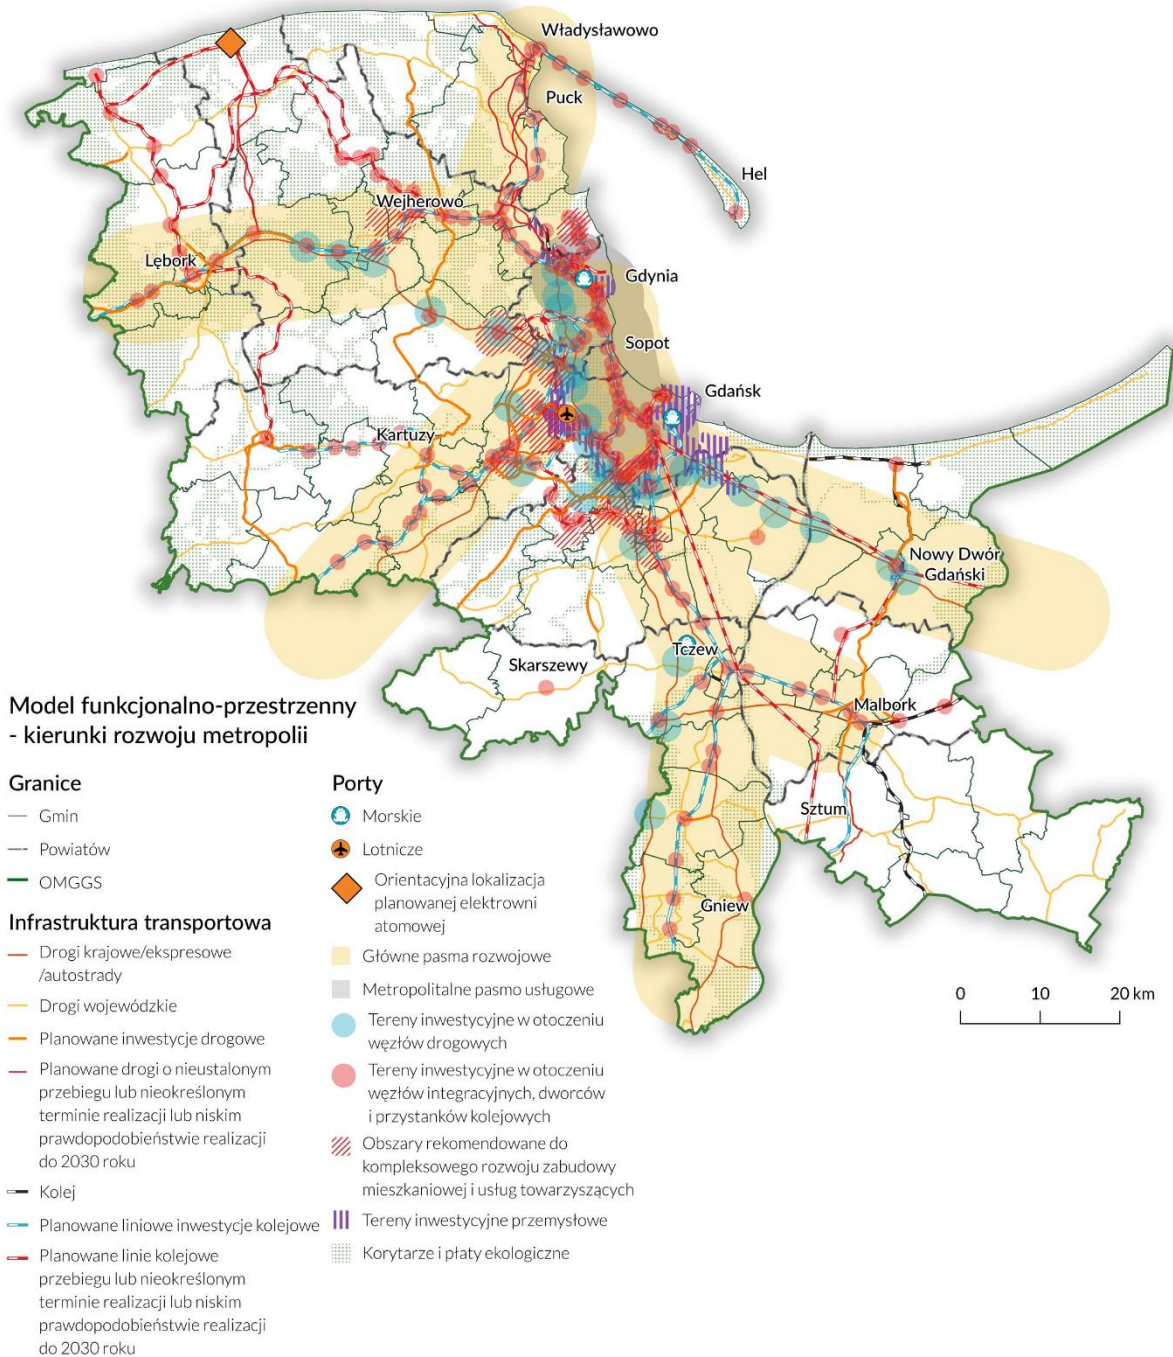 Władysławowo
Puck
Hel
Wejherowo
Lębork
Gdynia
Sopot
Gdańsk
Kartuzy
Nowy Dwór
Gdański
Tczew
Skarszewy
Malbork
Sztum
Gniew
Model funkcjonalno-przestrzenny
- kierunki rozwoju metropolii
Granice
Gmin
Powiatów
OMGGS
Infrastruktura transportowa
Drogi krajowe/ekspresowe
/autostrady
Drogi wojewódzkie
Planowane inwestycje drogowe
Planowane drogi o nieustalonym
przebiegu lub nieokreślonym
terminie realizacji lub niskim
prawdopodobieństwie realizacji
do 2030 roku
Kolej
Planowane liniowe inwestycje kolejowe
Planowane linie kolejowe
przebiegu lub nieokreślonym
terminie realizacji lub niskim
prawdopodobieństwie realizacji
do 2030 roku
Porty
Morskie
Lotnicze
Orientacyjna lokalizacja
planowanej elektrowni
atomowej
Główne pasma rozwojowe
Metropolitalne pasmo usługowe
Tereny inwestycyjne w otoczeniu
węzłów drogowych
Tereny inwestycyjne w otoczeniu
węzłów integracyjnych, dworców
i przystanków kolejowych
Obszary rekomendowane do
kompleksowego rozwoju zabudowy
mieszkaniowej i usług towarzyszących
Tereny inwestycyjne przemysłowe
Korytarze i płaty ekologiczne
0 10 20 km